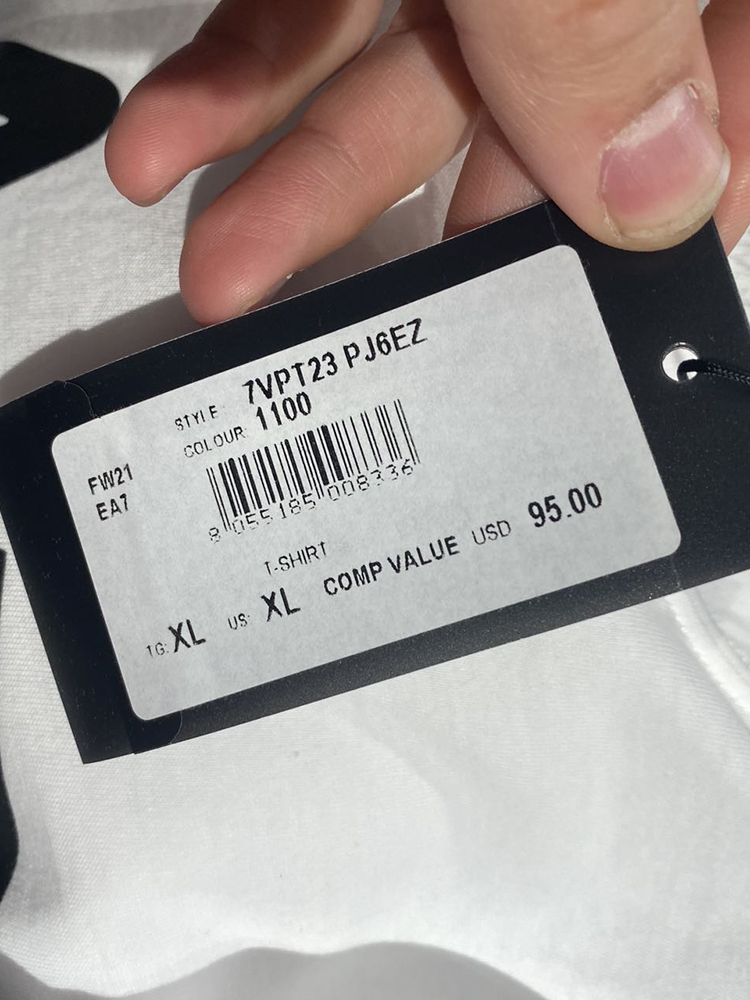 STYLE: 7VPT23 PJ6EZ
COLOUR: 1100
FW21
EA7
8 055185 008336
T-SHIRT
TG: XL US: XL COMP VALUE USD 95.00